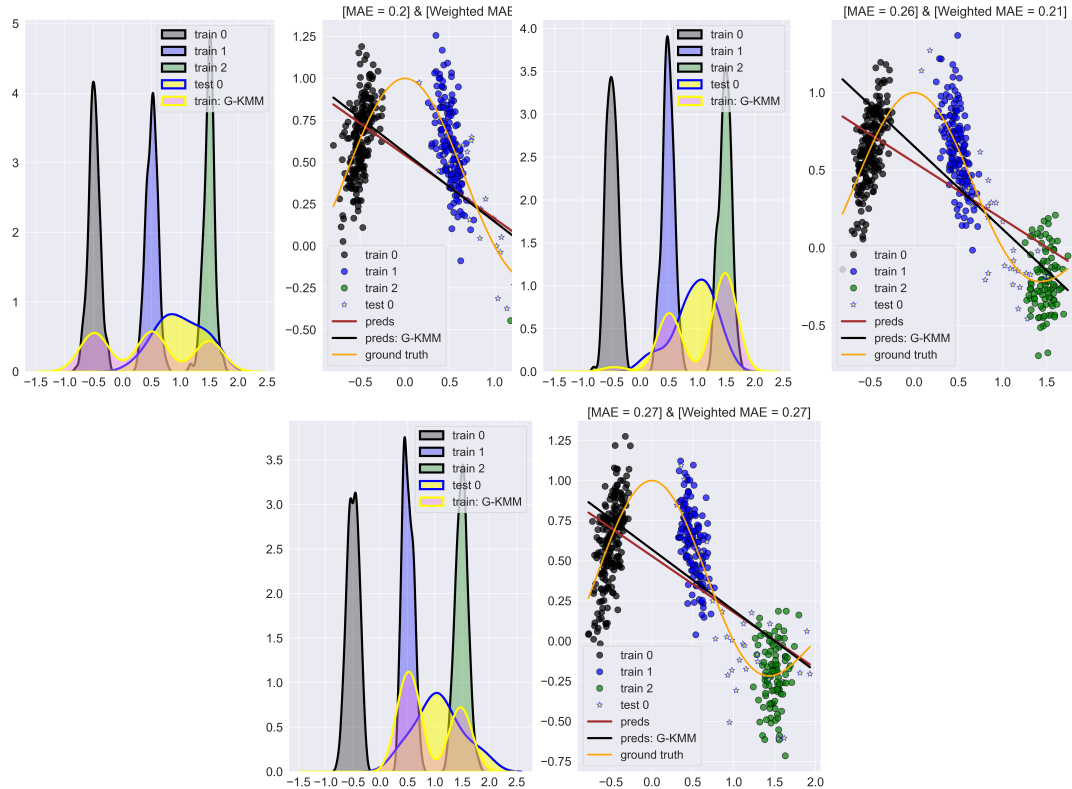 [MAE = 0.2] & [Weighted MAE
[MAE = 0.26] & [Weighted MAE = 0.21]
5
4
3
2
1
0
−1.5 −1.0 −0.5 0.0 0.5 1.0 1.5 2.0 2.5
train 0
train 1
train 2
test 0
train: G-KMM
1.25
1.00
0.75
0.50
0.25
0.00
−0.25
−0.50
−0.5 0.0 0.5 1.0
train 0
train 1
train 2
test 0
preds
preds: G-KMM
ground truth
4.0
3.5
3.0
2.5
2.0
1.5
1.0
0.5
0.0
−1.5 −1.0 −0.5 0.0 0.5 1.0 1.5 2.0 2.5
train 0
train 1
train 2
test 0
train: G-KMM
1.0
0.5
0.0
−0.5
−0.5 0.0 0.5 1.0 1.5
train 0
train 1
train 2
test 0
preds
preds: G-KMM
ground truth
[MAE = 0.27] & [Weighted MAE = 0.27]
3.5
3.0
2.5
2.0
1.5
1.0
0.5
0.0
−1.5 −1.0 −0.5 0.0 0.5 1.0 1.5 2.0 2.5
train 0
train 1
train 2
test 0
train: G-KMM
1.25
1.00
0.75
0.50
0.25
0.00
−0.25
−0.50
−0.75
−0.5 0.0 0.5 1.0 1.5 2.0
train 0
train 1
train 2
test 0
preds
preds: G-KMM
ground truth